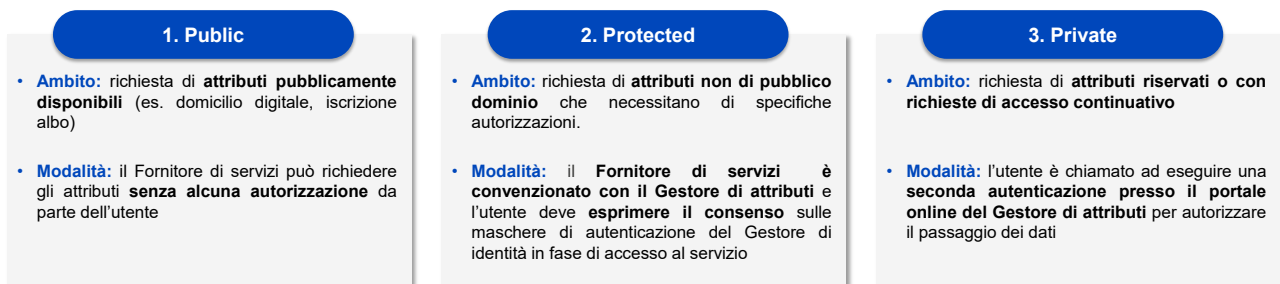 1. Public
• Ambito: richiesta di attributi pubblicamente
disponibili (es. domicilio digitale, iscrizione
albo)
• Modalità: il Fornitore di servizi può richiedere
gli attributi senza alcuna autorizzazione da
parte dell'utente
2. Protected
• Ambito: richiesta di attributi non di pubblico
dominio che necessitano di specifiche
autorizzazioni.
• Modalità: il Fornitore di servizi è
convenzionato con il Gestore di attributi e
l'utente deve esprimere il consenso sulle
maschere di autenticazione del Gestore di
identità in fase di accesso al servizio
3. Private
• Ambito: richiesta di attributi riservati o con
richieste di accesso continuativo
• Modalità: l'utente è chiamato ad eseguire una
seconda autenticazione presso il portale
online del Gestore di attributi per autorizzare
il passaggio dei dati